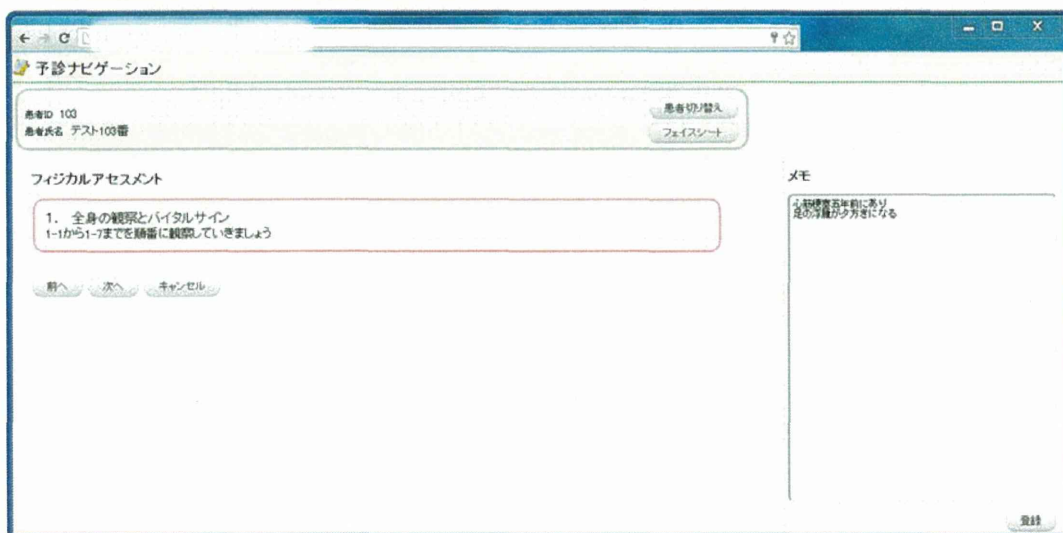 予診ナビゲーション
患者ID 103
患者氏名 テスト103番
患者切り替え
フェイスシート
フィジカルアセスメント
1. 全身の観察とバイタルサイン
1-1から1-7までを順番に観察していきましょう
前へ 次へ キャンセル
メモ
心筋梗塞五年前にあり
足の浮腫が夕方きになる
登録